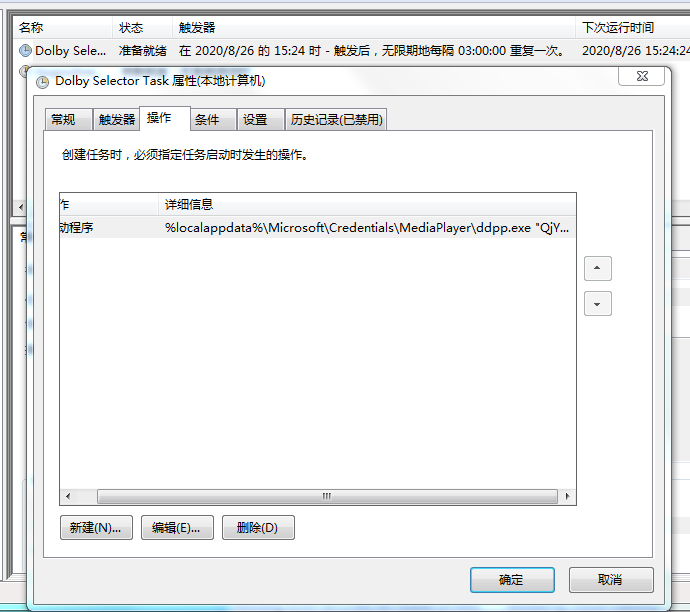 名称 状态 触发器 下次运行时间
Dolby Sele... 准备就绪 在 2020/8/26 的 15:24 时 - 触发后，无限期地每隔 03:00:00 重复一次。 2020/8/26 15:24:24
Dolby Selector Task 属性(本地计算机)
常规 触发器 操作 条件 设置 历史记录(已禁用)
创建任务时，必须指定任务启动时发生的操作。
作 详细信息
动程序 %localappdata%\Microsoft\Credentials\MediaPlayer\ddpp.exe "QjY...
新建(N)... 编辑(E)... 删除(D)
确定 取消